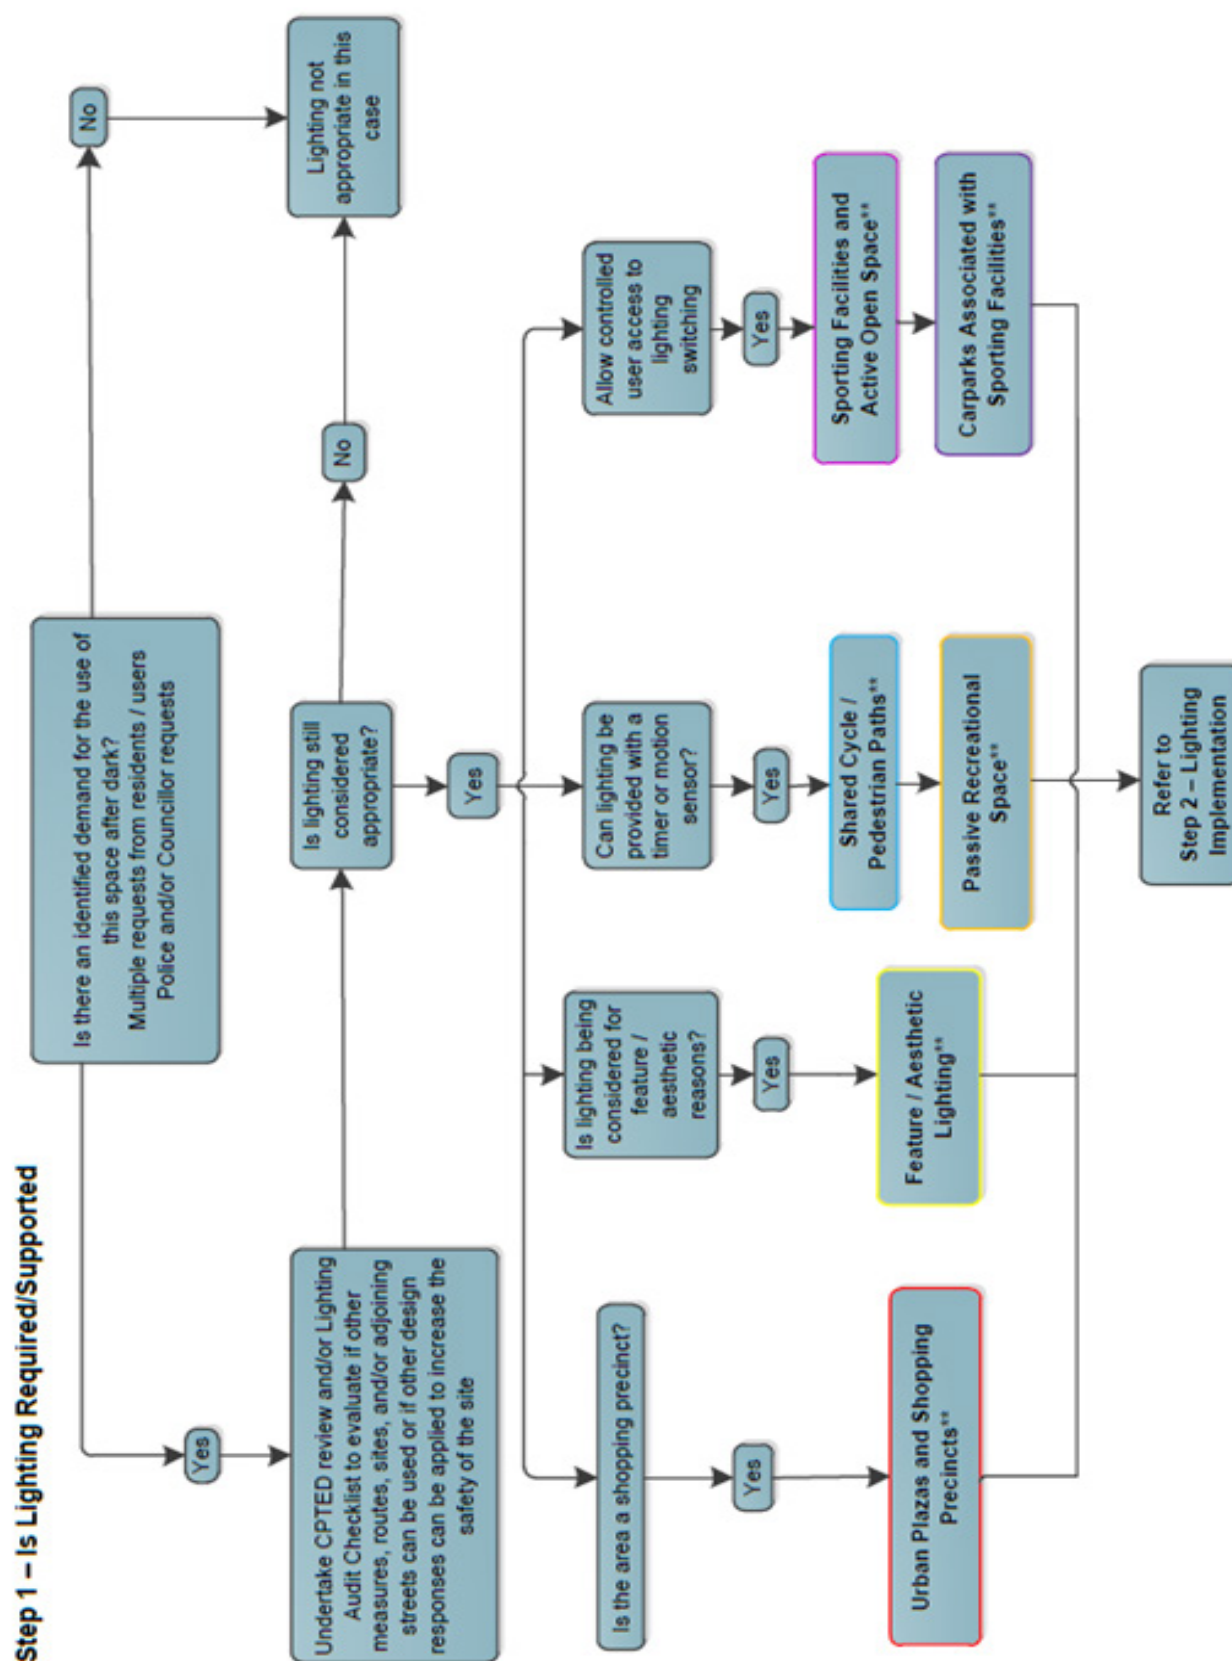 Step 1 – Is Lighting Required/Supported
Is there an identified demand for the use of
this space after dark?
Multiple requests from residents / users
Police and/or Councillor requests
Yes
No
Undertake CPTED review and/or Lighting
Audit Checklist to evaluate if other
measures, routes, sites, and/or adjoining
streets can be used or if other design
responses can be applied to increase the
safety of the site
Is lighting still
considered
appropriate?
No
Lighting not
appropriate in this
case
Yes
Is the area a shopping precinct?
Is lighting being
considered for
feature /
aesthetic
reasons?
Can lighting be
provided with a
timer or motion
sensor?
Allow controlled
user access to
lighting
switching
Yes
Yes
Yes
Yes
Urban Plazas and Shopping
Precincts**
Feature / Aesthetic
Lighting**
Shared Cycle /
Pedestrian Paths**
Sporting Facilities and
Active Open Space**
Passive Recreational
Space**
Carparks Associated with
Sporting Facilities**
Refer to
Step 2 – Lighting
Implementation